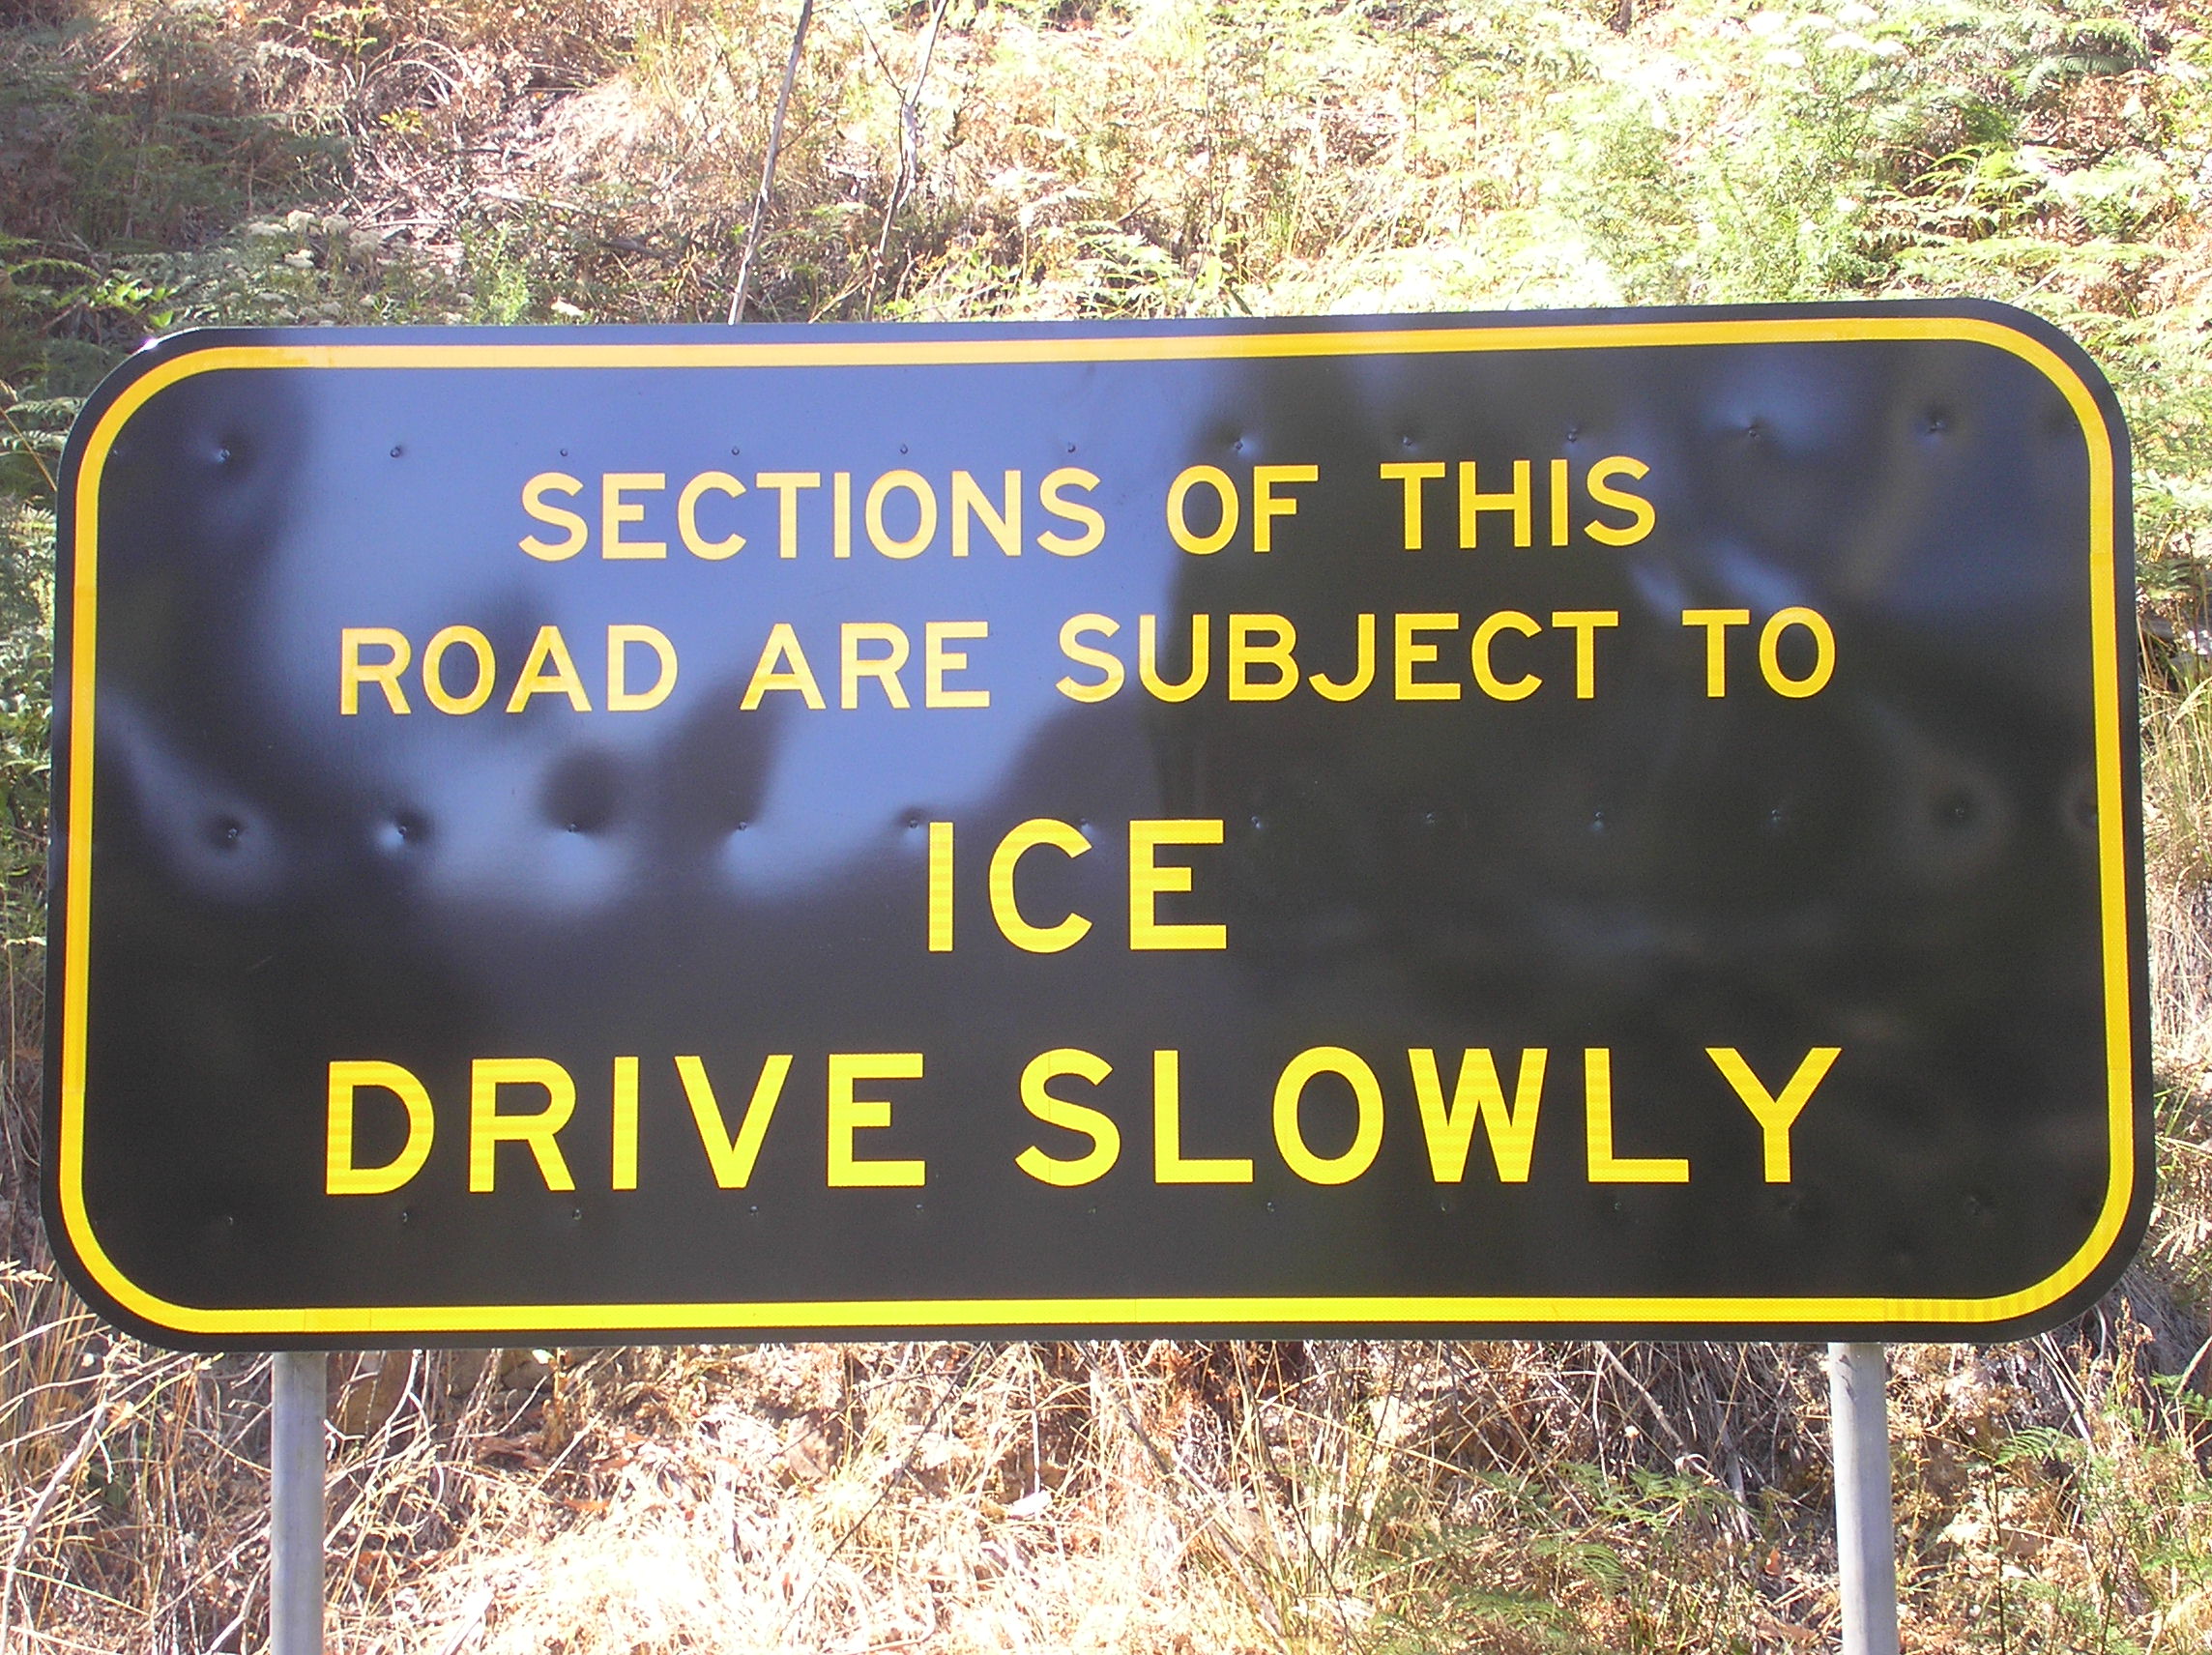 SECTIONS OF THIS
ROAD ARE SUBJECT TO
ICE
DRIVE SLOWLY